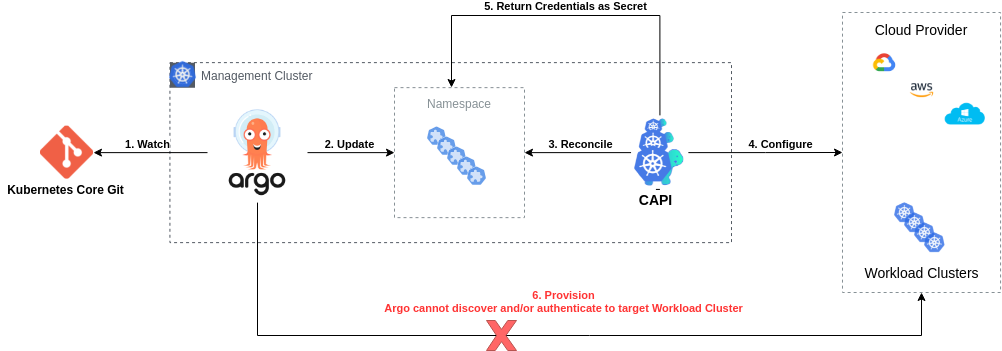 5. Return Credentials as Secret
Cloud Provider
Management Cluster
aws
Namespace
Azure
1. Watch
2. Update
3. Reconcile
4. Configure
argo
Kubernetes Core Git
CAPI
Workload Clusters
6. Provision
Argo cannot discover and/or authenticate to target Workload Cluster